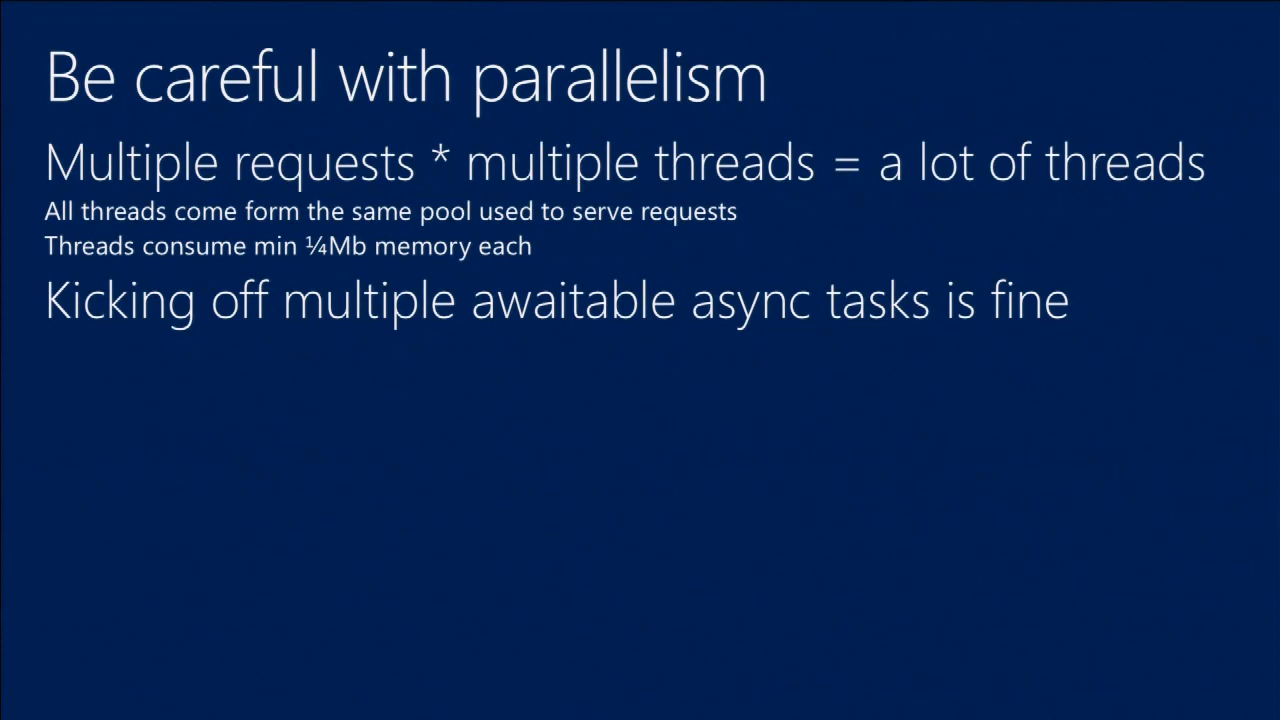 Be careful with parallelism
Multiple requests * multiple threads = a lot of threads
All threads come form the same pool used to serve requests
Threads consume min ¼Mb memory each
Kicking off multiple awaitable async tasks is fine